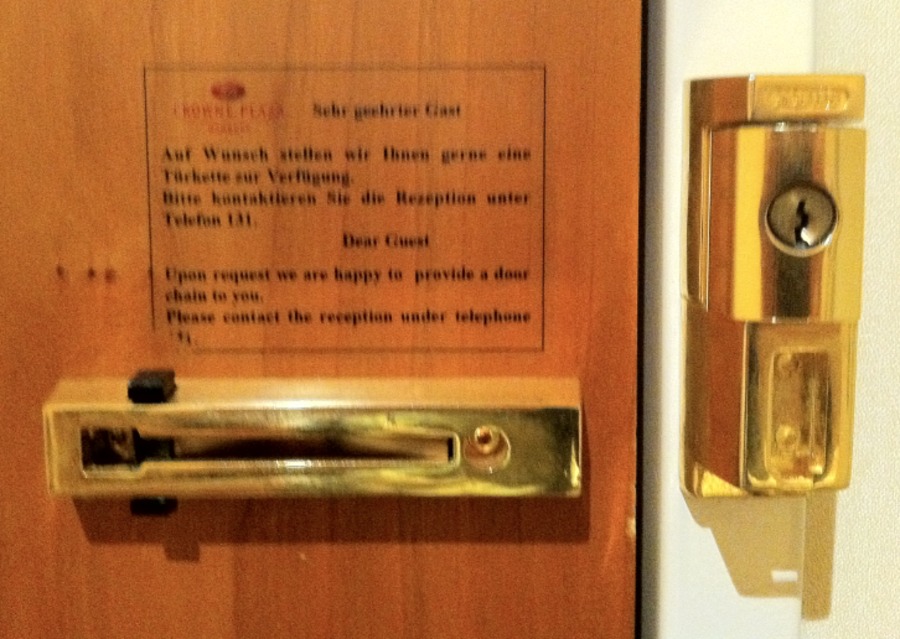 CROWNE PLAZA
Sehr geehrter Gast
Auf Wunsch stellen wir Ihnen gerne eine
Türkette zur Verfügung.
Bitte kontaktieren Sie die Rezeption unter
Telefon 131.
Dear Guest
Upon request we are happy to provide a door
chain to you.
Please contact the reception under telephone